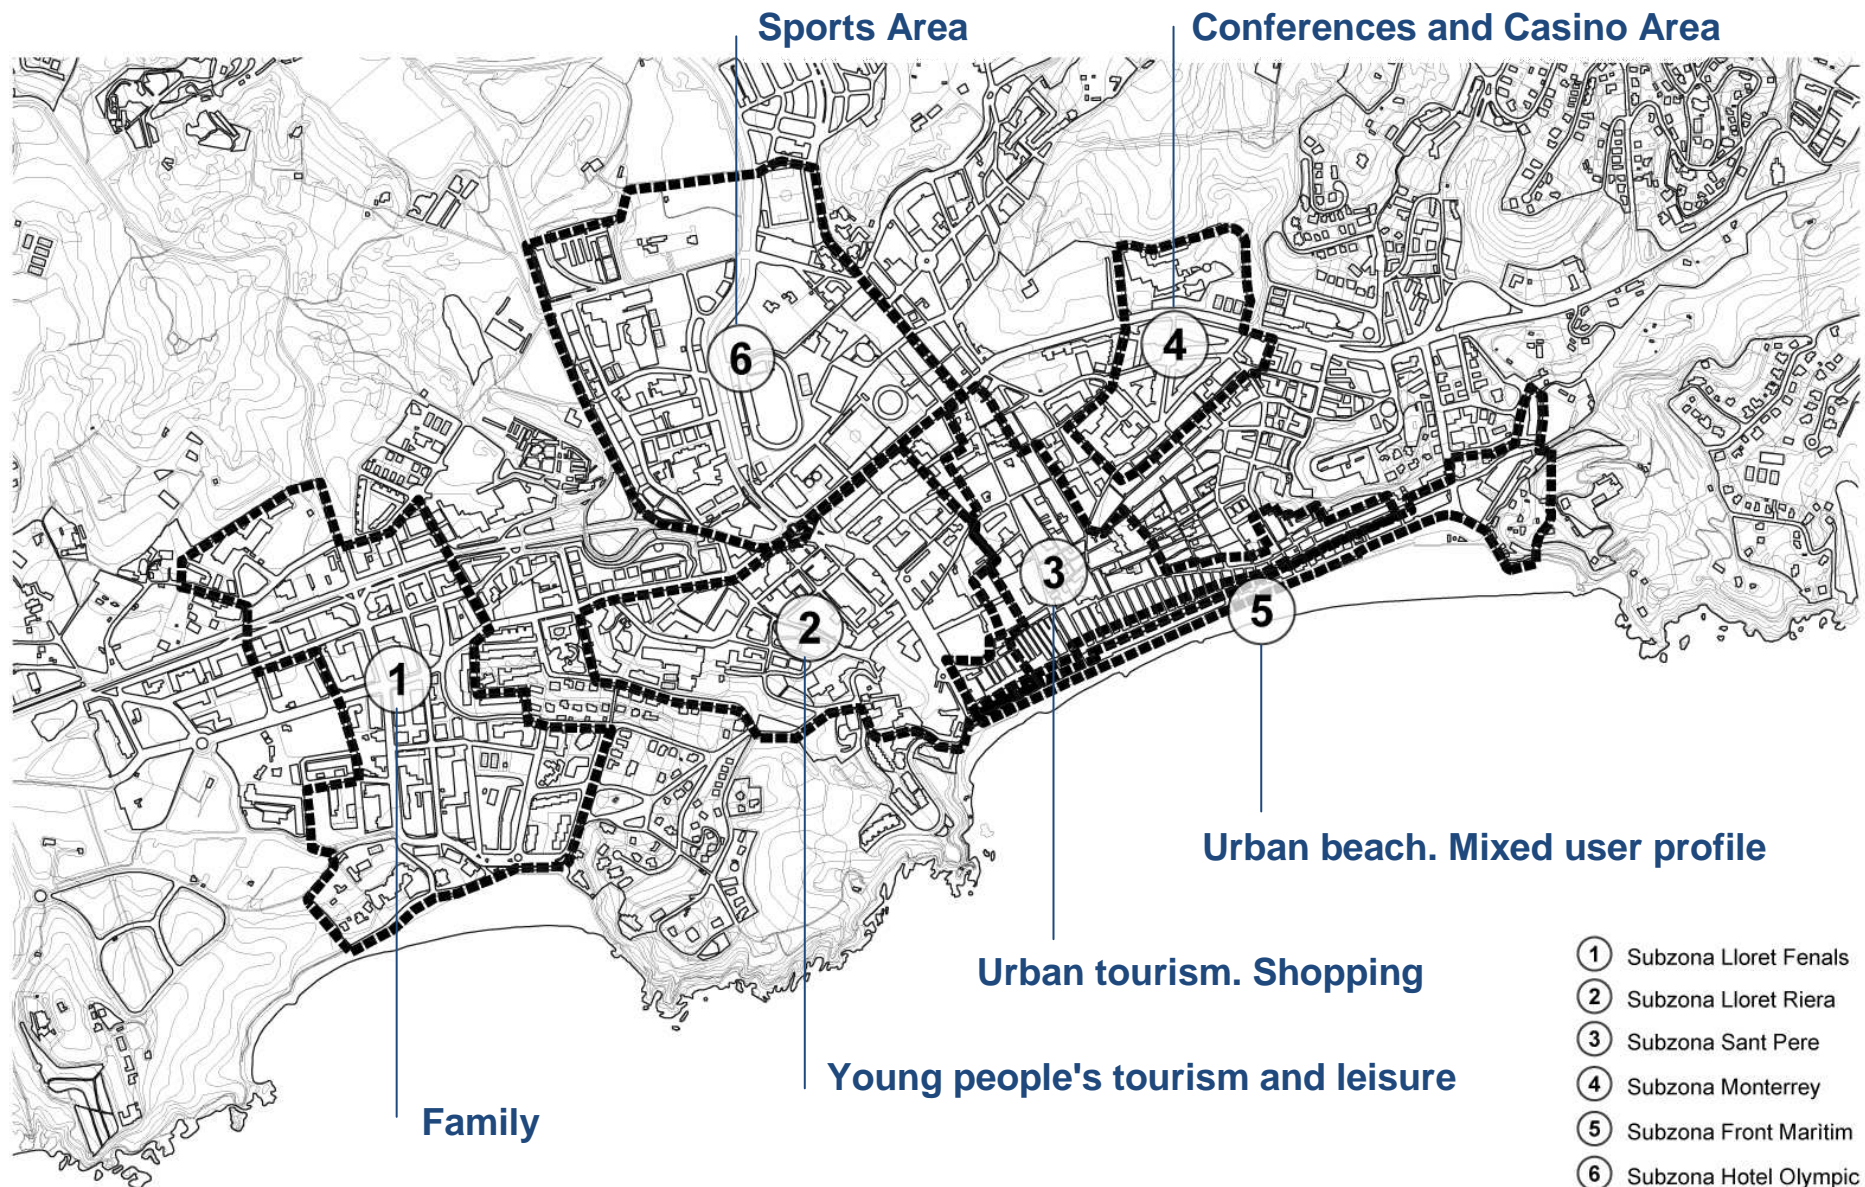 Sports Area
Conferences and Casino Area
6
4
3
5
2
1
Urban beach. Mixed user profile
Urban tourism. Shopping
Young people's tourism and leisure
Family
1 Subzona Lloret Fenals
2 Subzona Lloret Riera
3 Subzona Sant Pere
4 Subzona Monterrey
5 Subzona Front Marítim
6 Subzona Hotel Olympic